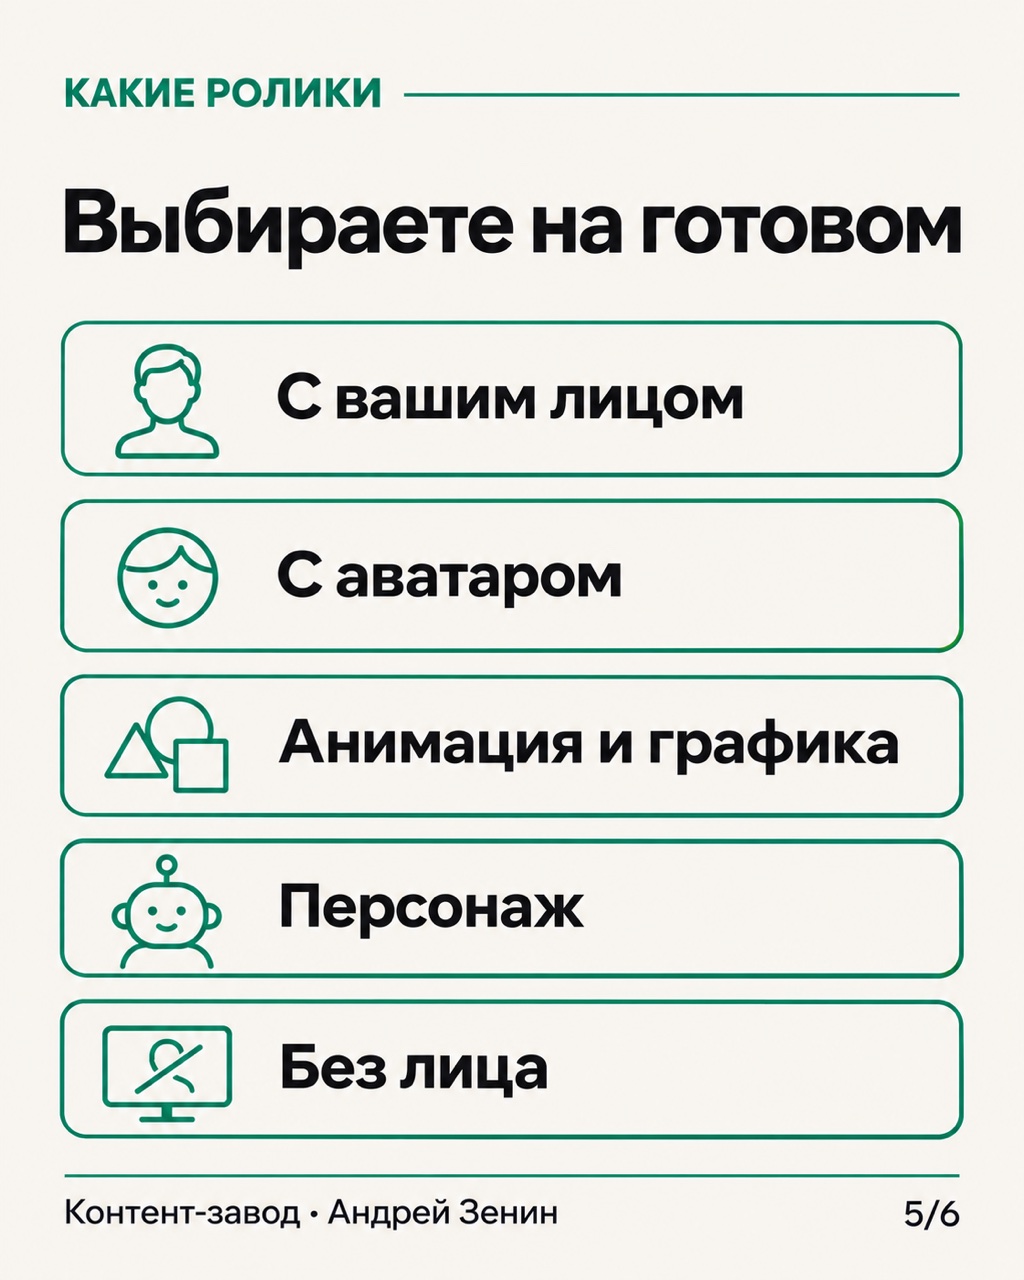 КАКИЕ РОЛИКИ
Выбираете на готовом
С вашим лицом
С аватаром
Анимация и графика
Персонаж
Без лица
Контент-завод • Андрей Зенин
5/6